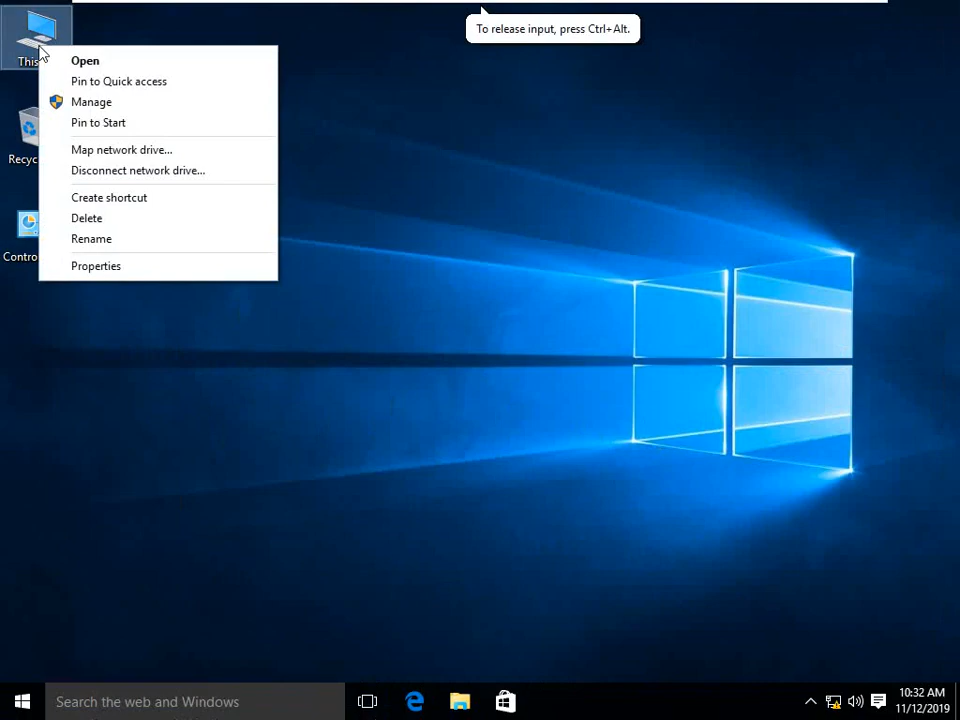 To release input, press Ctrl+Alt.
This
Open
Pin to Quick access
Manage
Pin to Start
Map network drive...
Disconnect network drive...
Create shortcut
Delete
Rename
Properties
Recyc
Contro
Search the web and Windows
10:32 AM
11/12/2019